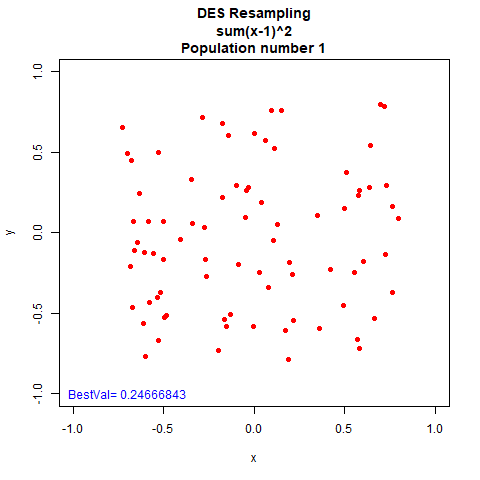 DES Resampling
sum(x-1)^2
Population number 1
1.0
0.5
0.0
-0.5
-1.0
y
BestVal= 0.24666843
-1.0 -0.5 0.0 0.5 1.0
x